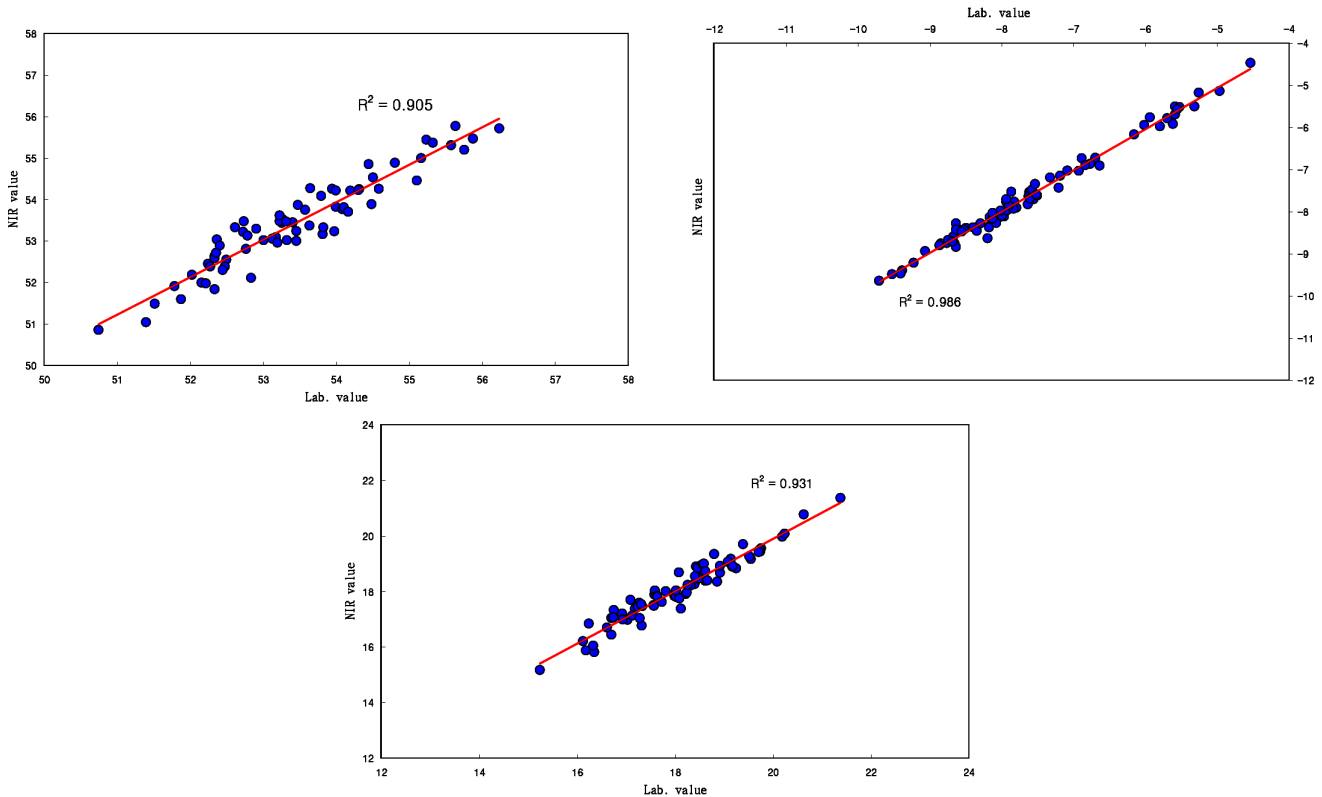 58
57
56
55
54
53
52
51
50
NIR value
R² = 0.905
50 51 52 53 54 55 56 57 58
Lab. value
Lab. value
-12 -11 -10 -9 -8 -7 -6 -5 -4
-4
-5
-6
-7
-8
-9
-10
-11
-12
NIR value
R² = 0.986
24
22
20
18
16
14
12
NIR value
R² = 0.931
12 14 16 18 20 22 24
Lab. value